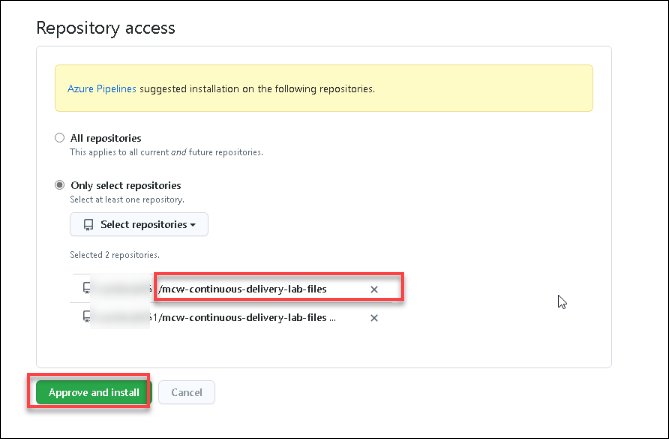 Repository access
Azure Pipelines suggested installation on the following repositories.
All repositories
This applies to all current and future repositories.
Only select repositories
Select at least one repository.
Select repositories
Selected 2 repositories.
/mcw-continuous-delivery-lab-files
1/mcw-continuous-delivery-lab-files ...
Approve and install
Cancel